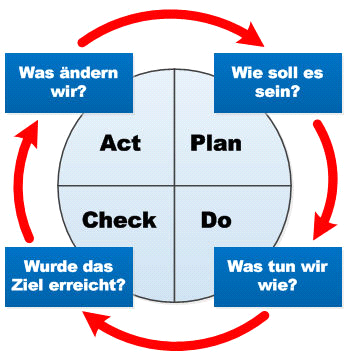 Was ändern
wir?
Wie soll es
sein?
Act
Plan
Check
Do
Wurde das
Ziel erreicht?
Was tun wir
wie?